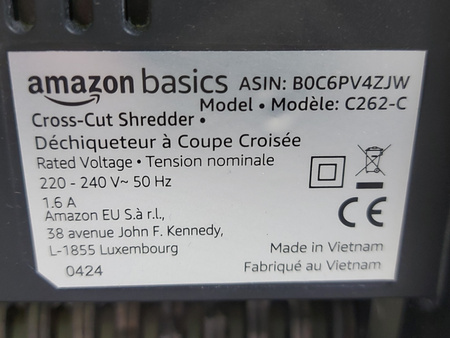 amazon basics ASIN: B0C6PV4ZJW
Model • Modèle: C262-C
Cross-Cut Shredder •
Déchiqueteur à Coupe Croisée
Rated Voltage • Tension nominale
220 - 240 V~ 50 Hz
1.6 A
Amazon EU S.à r.l.,
38 avenue John F. Kennedy,
L-1855 Luxembourg
0424
CE
Made in Vietnam
Fabriqué au Vietnam